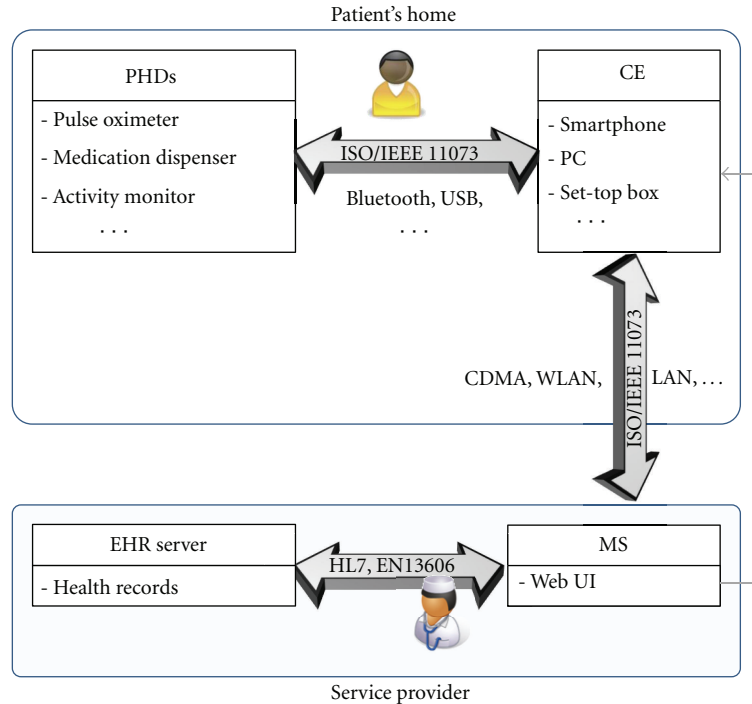 Patient's home
PHDs
- Pulse oximeter
- Medication dispenser
- Activity monitor
. . .
ISO/IEEE 11073
Bluetooth, USB,
. . .
CE
- Smartphone
- PC
- Set-top box
. . .
CDMA, WLAN,
ISO/IEEE 11073
LAN, . . .
EHR server
- Health records
HL7, EN13606
MS
- Web UI
Service provider